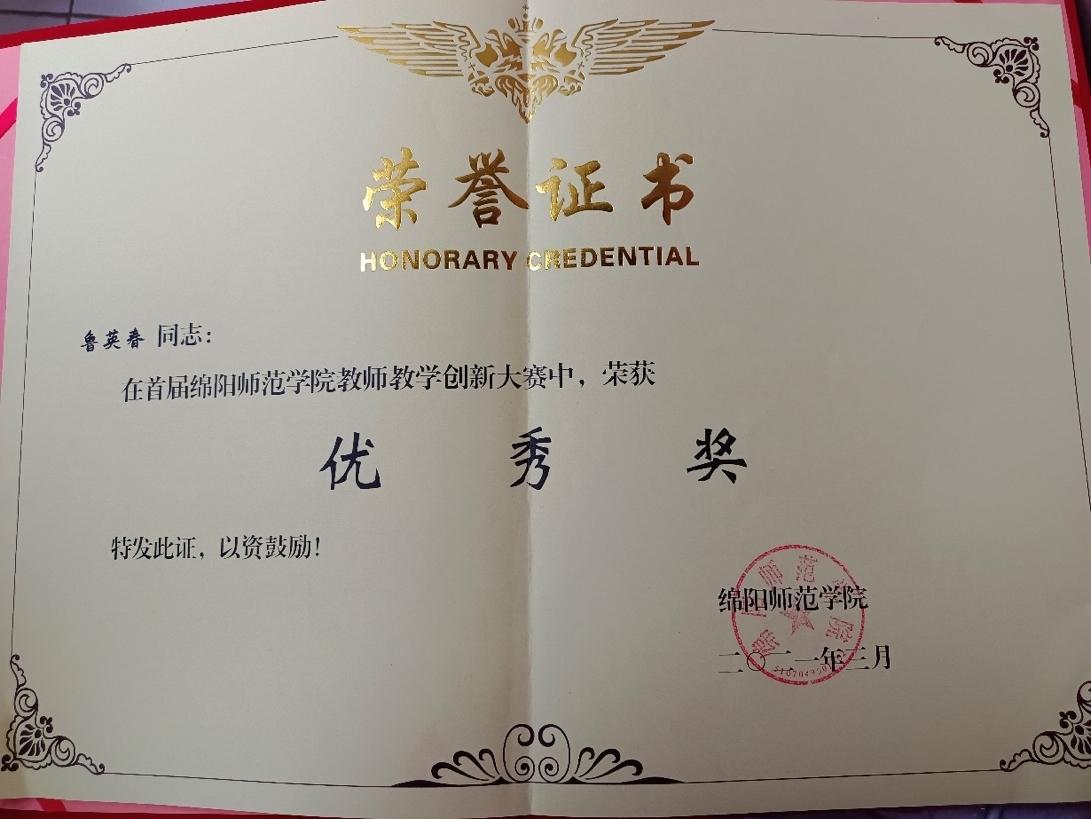 荣誉证书
HONORARY CREDENTIAL
鲁英春 同志：
在首届绵阳师范学院教师教学创新大赛中，荣获
优秀奖
特发此证，以资鼓励！
绵阳师范学院
二〇二一年三月